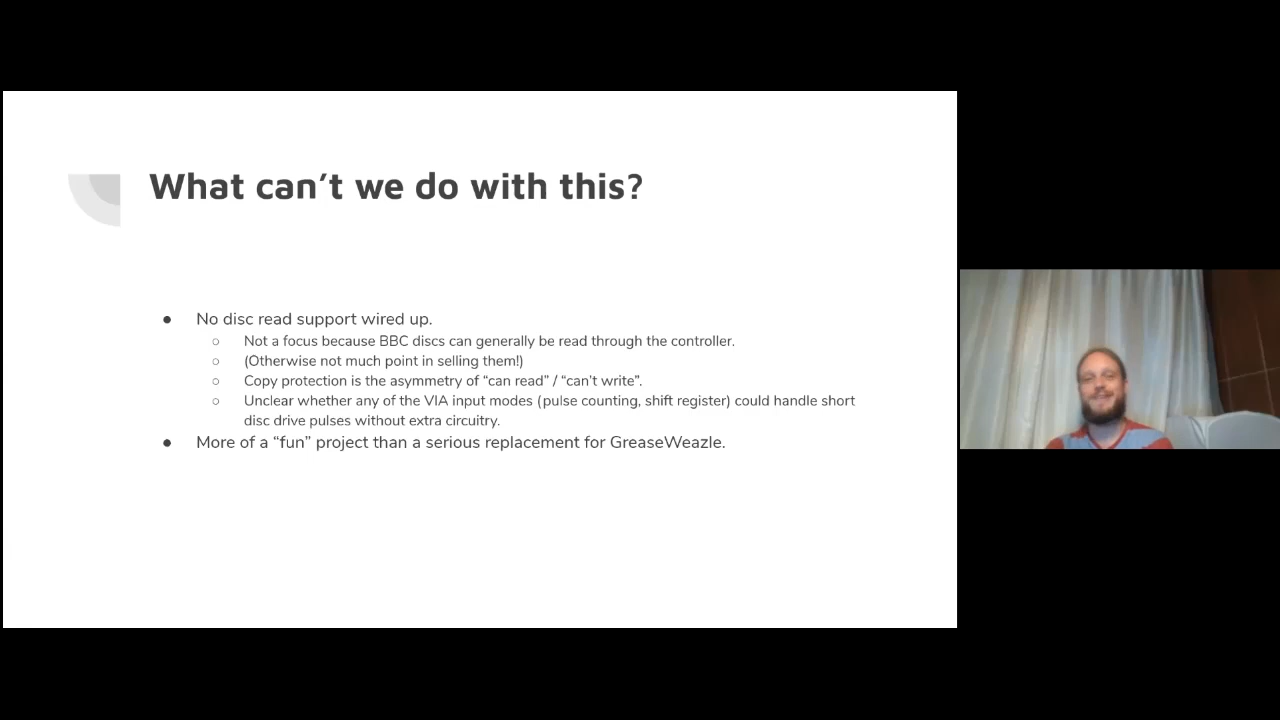 What can’t we do with this?
● No disc read support wired up.
○ Not a focus because BBC discs can generally be read through the controller.
○ (Otherwise not much point in selling them!)
○ Copy protection is the asymmetry of “can read” / “can’t write”.
○ Unclear whether any of the VIA input modes (pulse counting, shift register) could handle short
disc drive pulses without extra circuitry.
● More of a “fun” project than a serious replacement for GreaseWeazle.